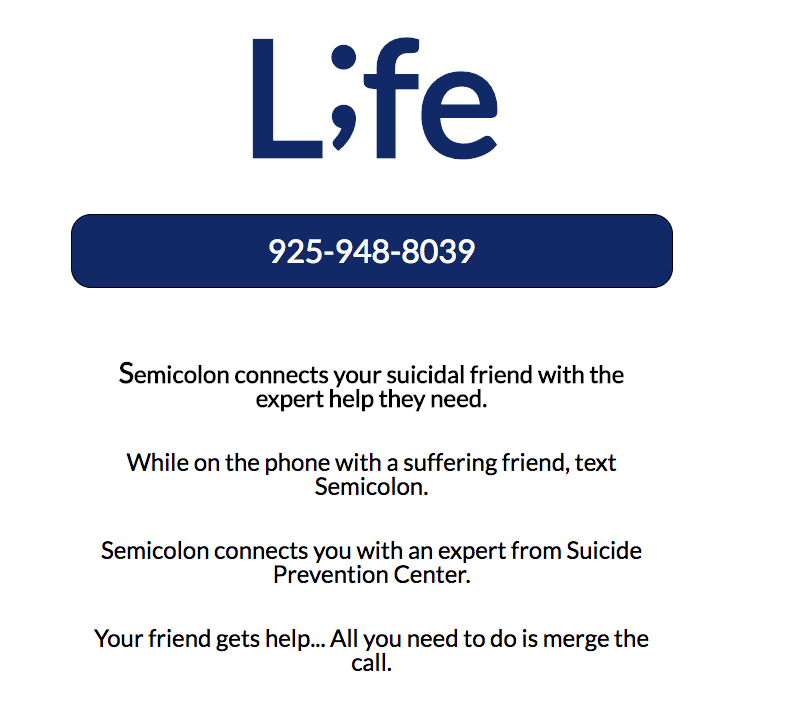 L;fe
925-948-8039
Semicolon connects your suicidal friend with the
expert help they need.
While on the phone with a suffering friend, text
Semicolon.
Semicolon connects you with an expert from Suicide
Prevention Center.
Your friend gets help... All you need to do is merge the
call.